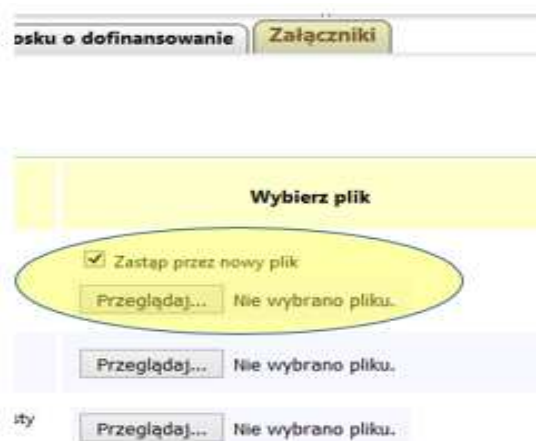 osku o dofinansowanie Załączniki
Wybierz plik
Zastąp przez nowy plik
Przeglądaj... Nie wybrano pliku.
Przeglądaj... Nie wybrano pliku.
sty Przeglądaj... Nie wybrano pliku.